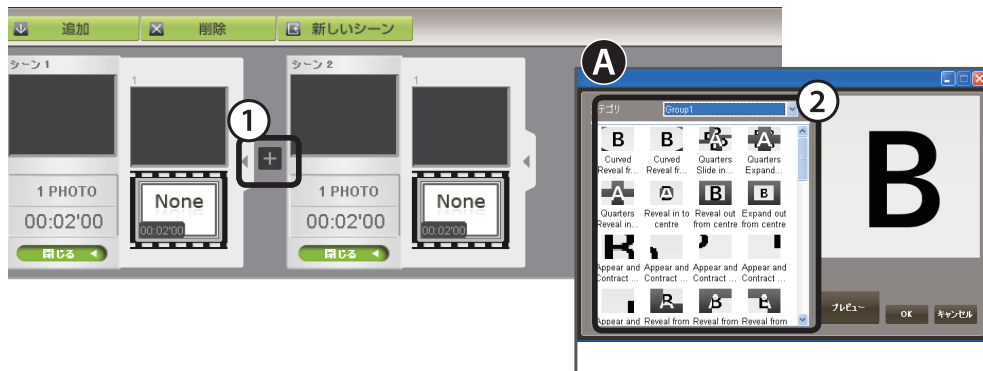 追加
削除
新しいシーン
シーン 1
1
1 PHOTO
00:02'00
閉じる
None
00:02'00
1
シーン 2
1
1 PHOTO
00:02'00
閉じる
None
00:02'00
A
テゴリ
Group1
2
B
Curved
Reveal fr...
B
Curved
Reveal fr...
Quarters
Slide in...
A
Quarters
Expand...
A
Quarters
Reveal in...
Reveal in to
centre
B
Reveal out
from centre
B
Expand out
from centre
Appear and
Contract ...
Appear and
Contract ...
Appear and
Contract ...
Appear and
Contract ...
Appear and
Reveal from
Reveal from
Reveal from
B
プレビュー
OK
キャンセル